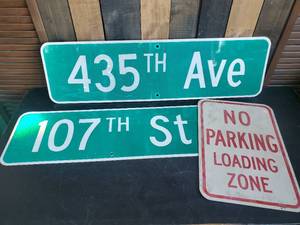 435TH Ave
107TH St
NO
PARKING
LOADING
ZONE